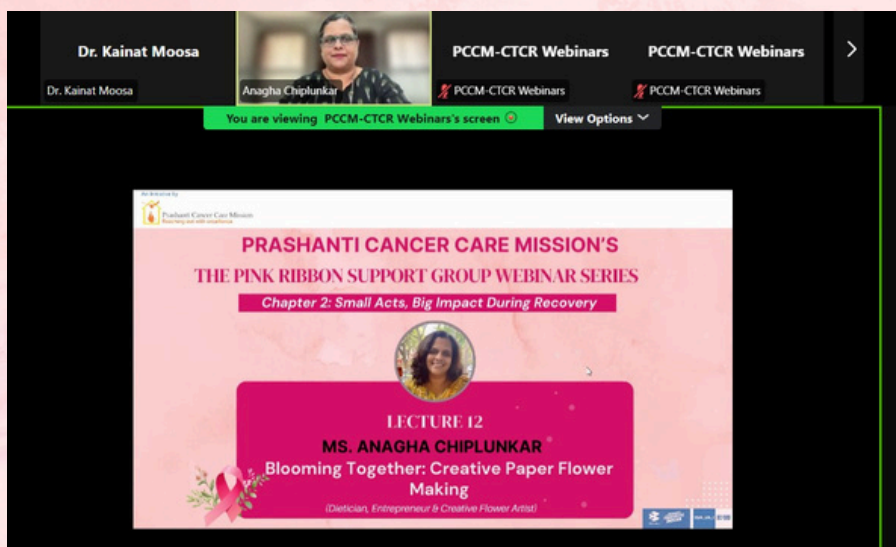 Dr. Kainat Moosa
PCCM-CTCR Webinars
PCCM-CTCR Webinars
Dr. Kainat Moosa
Anagha Chiplunkar
PCCM-CTCR Webinars
PCCM-CTCR Webinars
You are viewing PCCM-CTCR Webinars's screen
View Options
An Initiative by
Prashanti Cancer Care Mission
PRASHANTI CANCER CARE MISSION'S
THE PINK RIBBON SUPPORT GROUP WEBINAR SERIES
Chapter 2: Small Acts, Big Impact During Recovery
LECTURE 12
MS. ANAGHA CHIPLUNKAR
Blooming Together: Creative Paper Flower
Making
(Dietician, Entrepreneur & Creative Flower Artist)